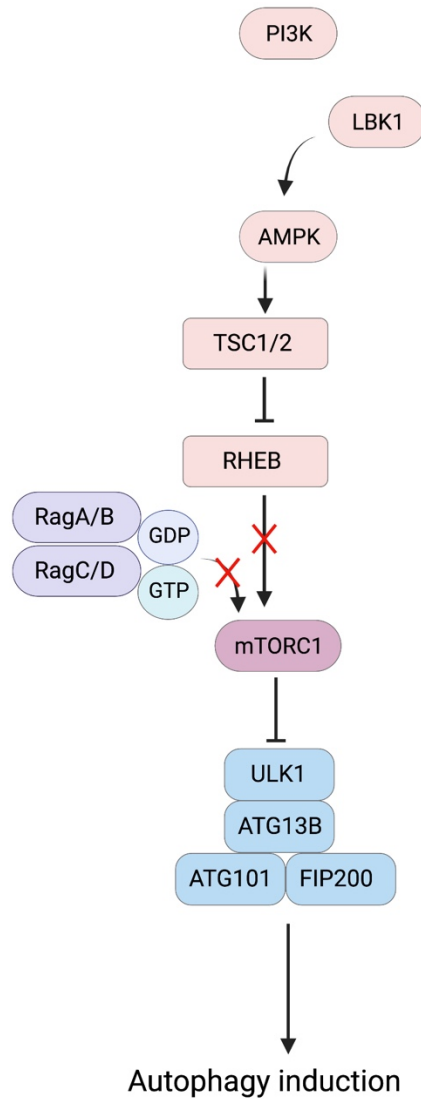 PI3K
LBK1
AMPK
TSC1/2
RHEB
RagA/B
GDP
RagC/D
GTP
mTORC1
ULK1
ATG13B
ATG101
FIP200
Autophagy induction